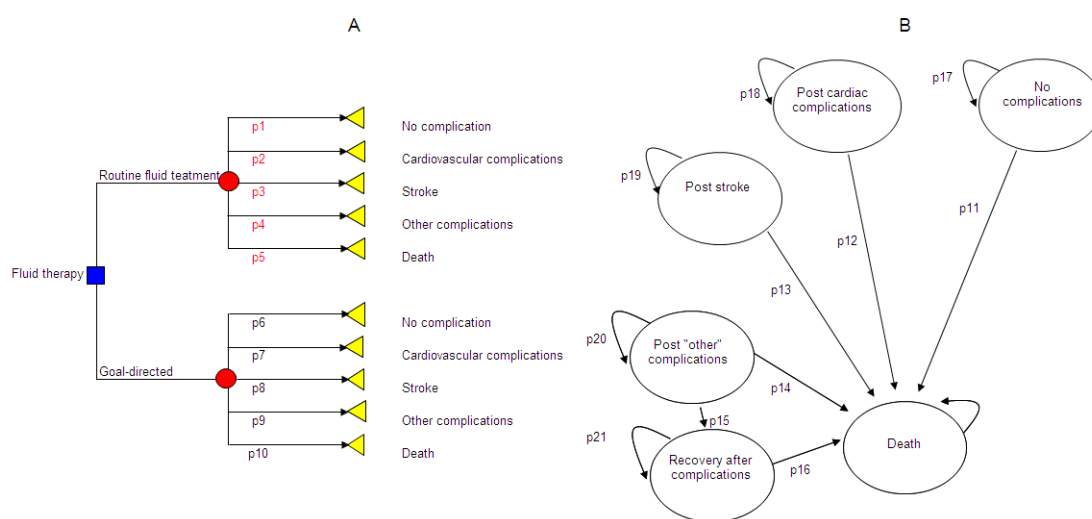 A
Fluid therapy
Routine fluid teatment
p1
No complication
p2
Cardiovascular complications
p3
Stroke
p4
Other complications
p5
Death
Goal-directed
p6
No complication
p7
Cardiovascular complications
p8
Stroke
p9
Other complications
p10
Death
B
p17
No
complications
p18
Post cardiac
complications
p19
Post stroke
p11
p12
p13
p20
Post "other"
complications
p14
p15
p21
Recovery after
complications
p16
Death